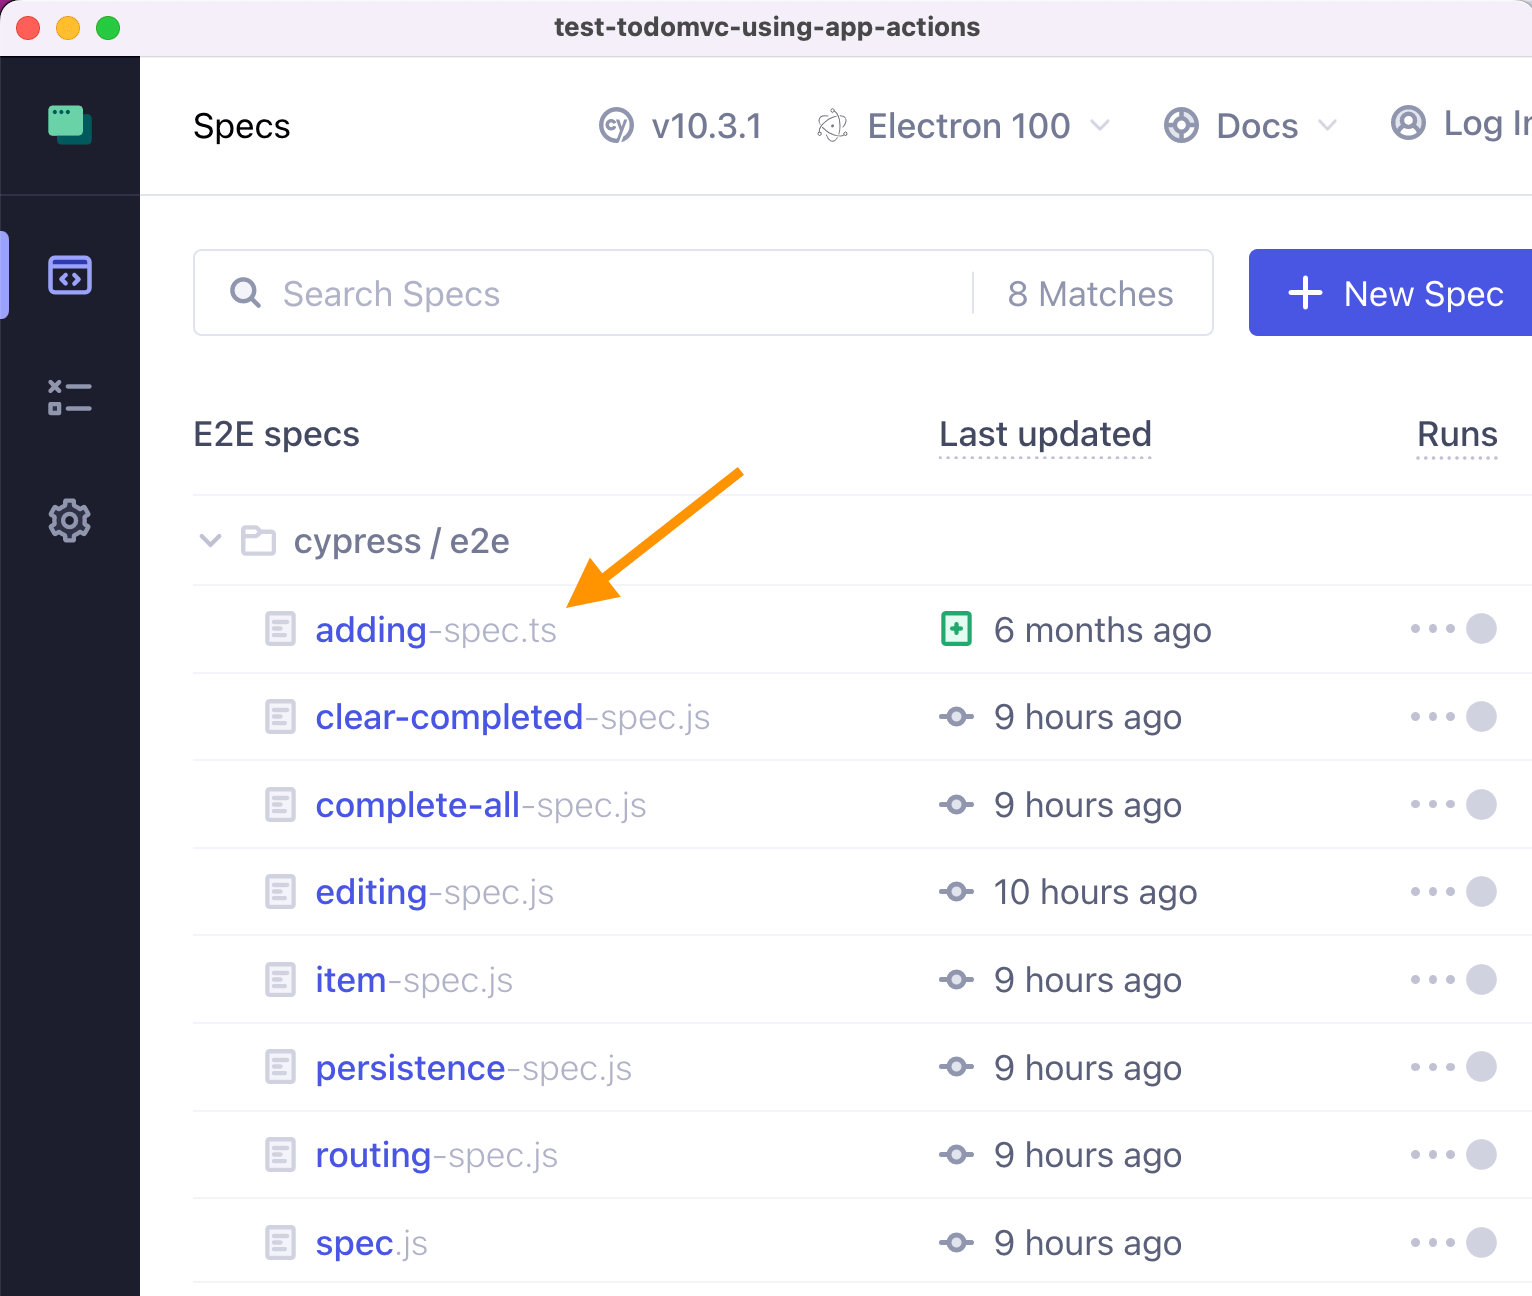 test-todomvc-using-app-actions
Specs
cy v10.3.1
Electron 100
Docs
Log In
Search Specs
8 Matches
+ New Spec
E2E specs
Last updated
Runs
cypress / e2e
adding-spec.ts
6 months ago
clear-completed-spec.js
9 hours ago
complete-all-spec.js
9 hours ago
editing-spec.js
10 hours ago
item-spec.js
9 hours ago
persistence-spec.js
9 hours ago
routing-spec.js
9 hours ago
spec.js
9 hours ago